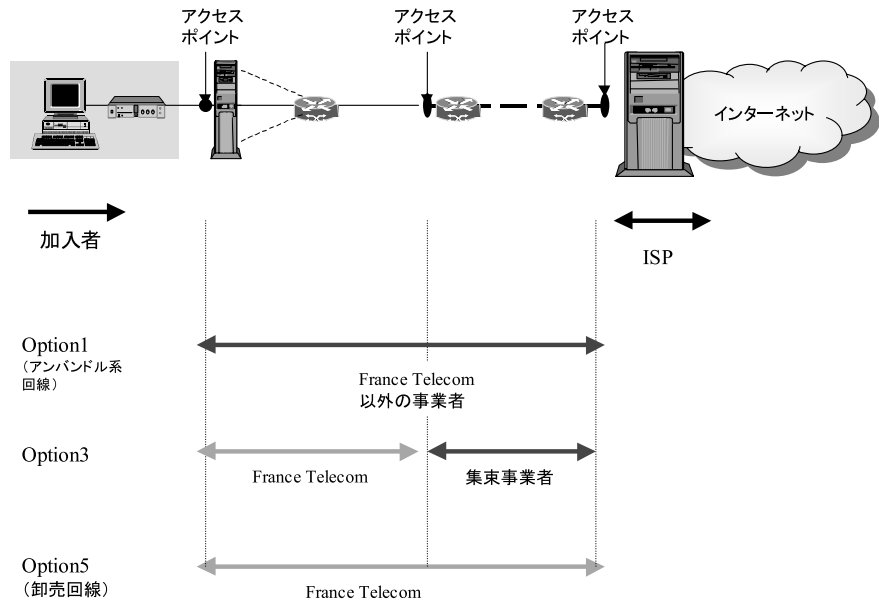 アクセス
ポイント
アクセス
ポイント
アクセス
ポイント
インターネット
加入者
ISP
Option1
（アンバンドル系
回線）
France Telecom
以外の事業者
Option3
France Telecom
集束事業者
Option5
（卸売回線）
France Telecom